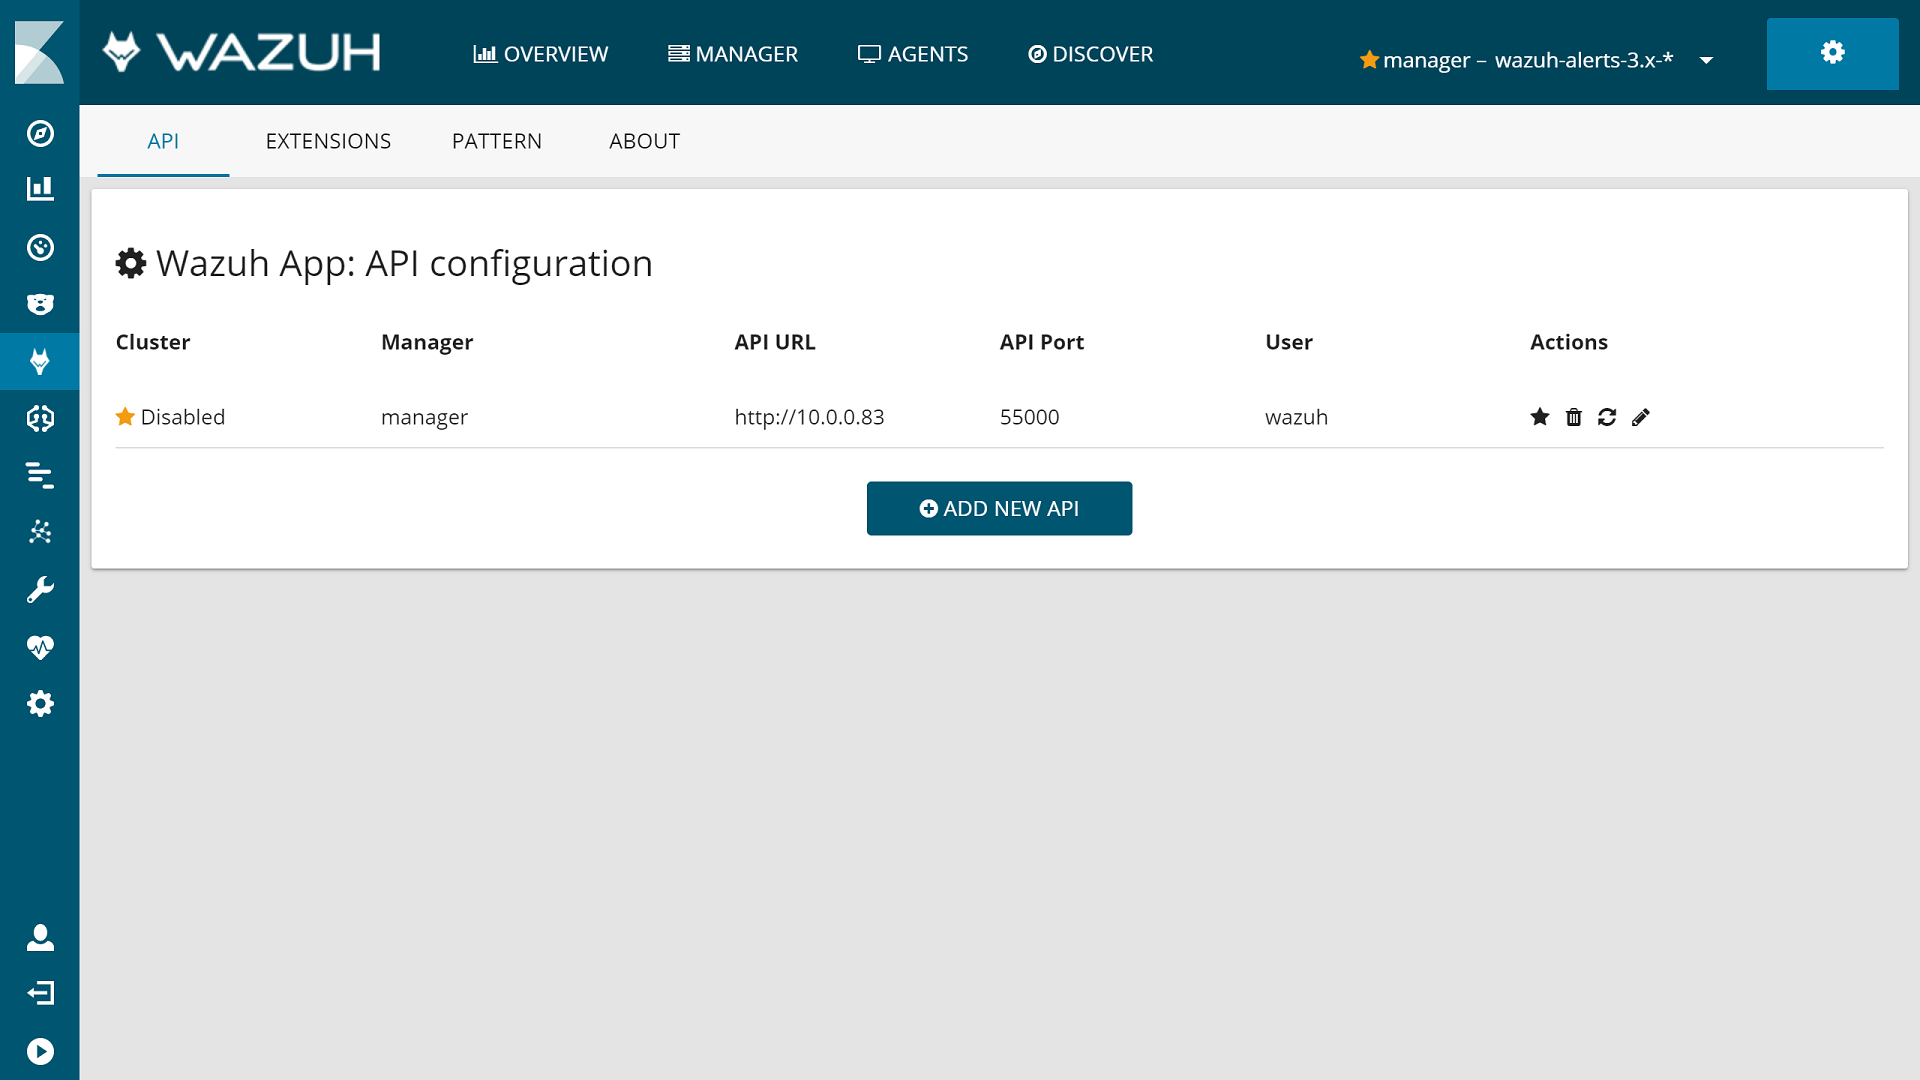 WAZUH OVERVIEW MANAGER AGENTS DISCOVER manager – wazuh-alerts-3.x-*
API EXTENSIONS PATTERN ABOUT
Wazuh App: API configuration
Cluster Manager API URL API Port User Actions
Disabled manager http://10.0.0.83 55000 wazuh
ADD NEW API